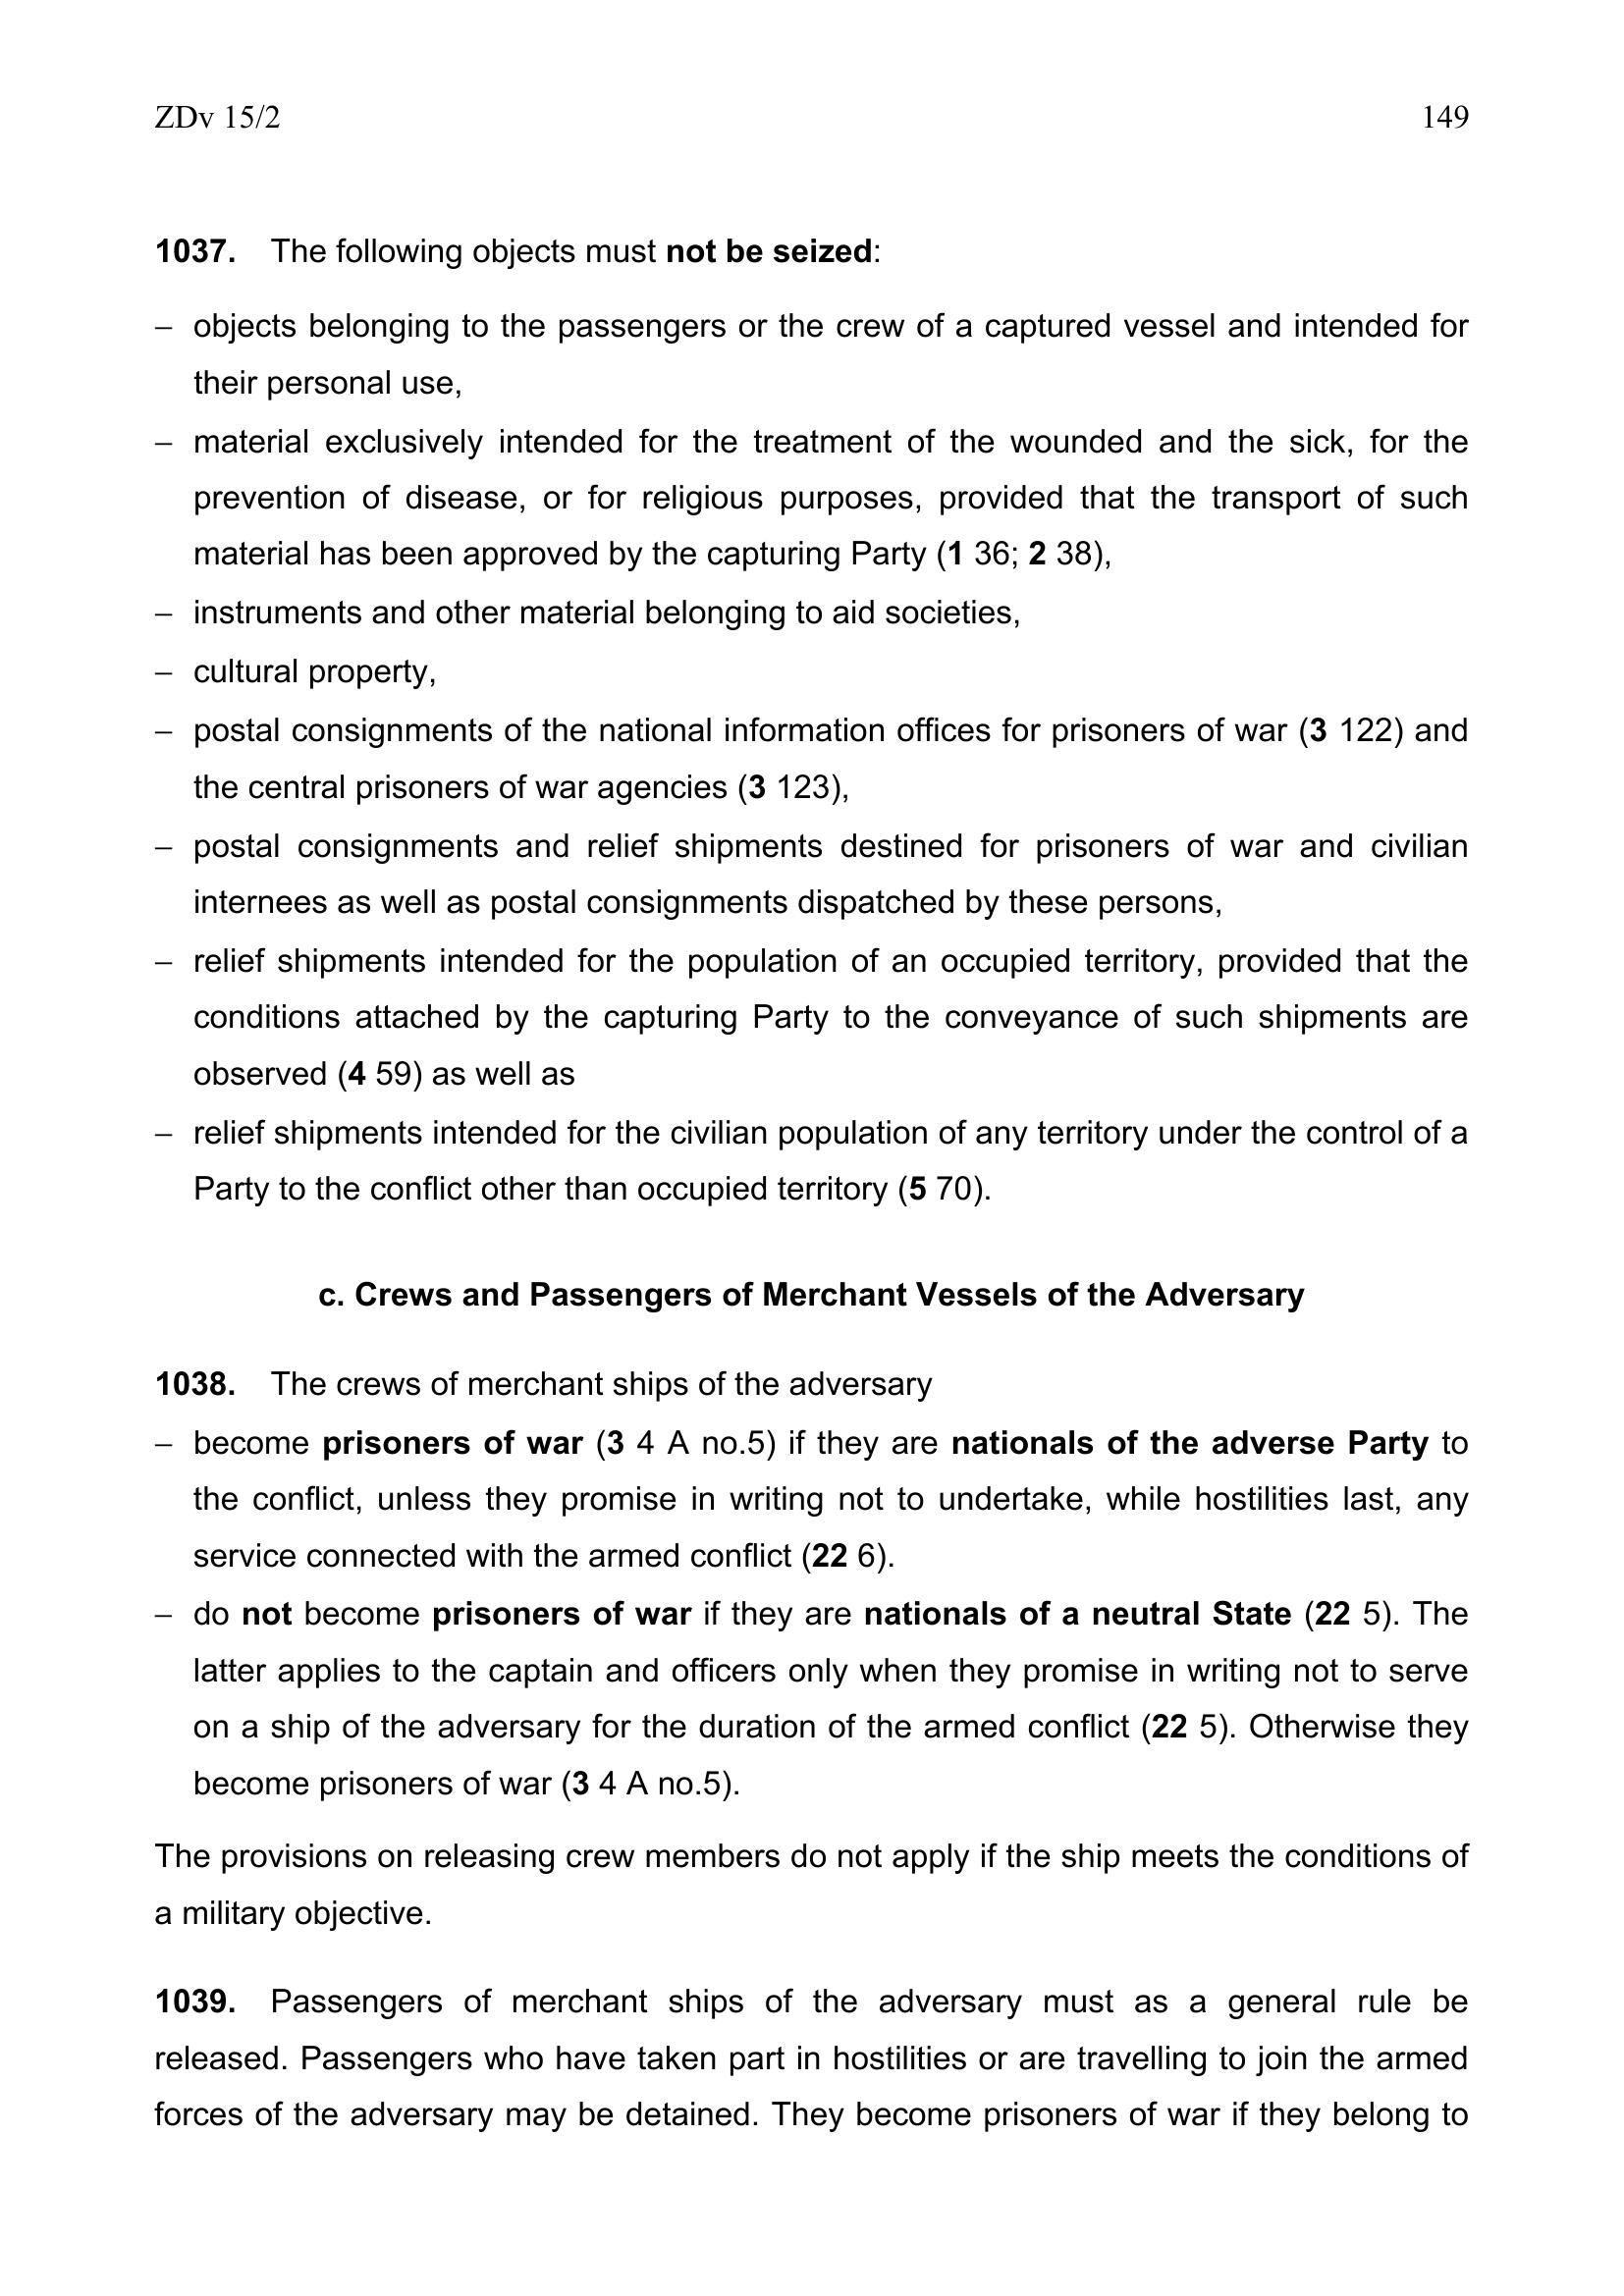 ZDv 15/2 149
1037. The following objects must not be seized:
– objects belonging to the passengers or the crew of a captured vessel and intended for
their personal use,
– material exclusively intended for the treatment of the wounded and the sick, for the
prevention of disease, or for religious purposes, provided that the transport of such
material has been approved by the capturing Party (1 36; 2 38),
– instruments and other material belonging to aid societies,
– cultural property,
– postal consignments of the national information offices for prisoners of war (3 122) and
the central prisoners of war agencies (3 123),
– postal consignments and relief shipments destined for prisoners of war and civilian
internees as well as postal consignments dispatched by these persons,
– relief shipments intended for the population of an occupied territory, provided that the
conditions attached by the capturing Party to the conveyance of such shipments are
observed (4 59) as well as
– relief shipments intended for the civilian population of any territory under the control of a
Party to the conflict other than occupied territory (5 70).
c. Crews and Passengers of Merchant Vessels of the Adversary
1038. The crews of merchant ships of the adversary
– become prisoners of war (3 4 A no.5) if they are nationals of the adverse Party to
the conflict, unless they promise in writing not to undertake, while hostilities last, any
service connected with the armed conflict (22 6).
– do not become prisoners of war if they are nationals of a neutral State (22 5). The
latter applies to the captain and officers only when they promise in writing not to serve
on a ship of the adversary for the duration of the armed conflict (22 5). Otherwise they
become prisoners of war (3 4 A no.5).
The provisions on releasing crew members do not apply if the ship meets the conditions of
a military objective.
1039. Passengers of merchant ships of the adversary must as a general rule be
released. Passengers who have taken part in hostilities or are travelling to join the armed
forces of the adversary may be detained. They become prisoners of war if they belong to